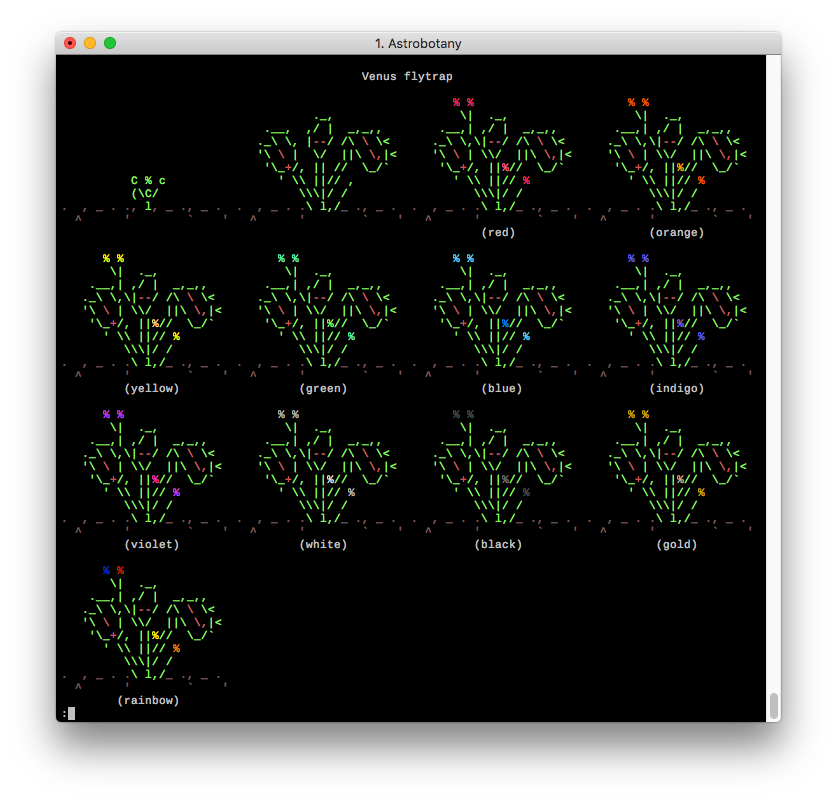 1. Astrobotany
Venus flytrap
(red) (orange)
(yellow) (green) (blue) (indigo)
(violet) (white) (black) (gold)
(rainbow)
: